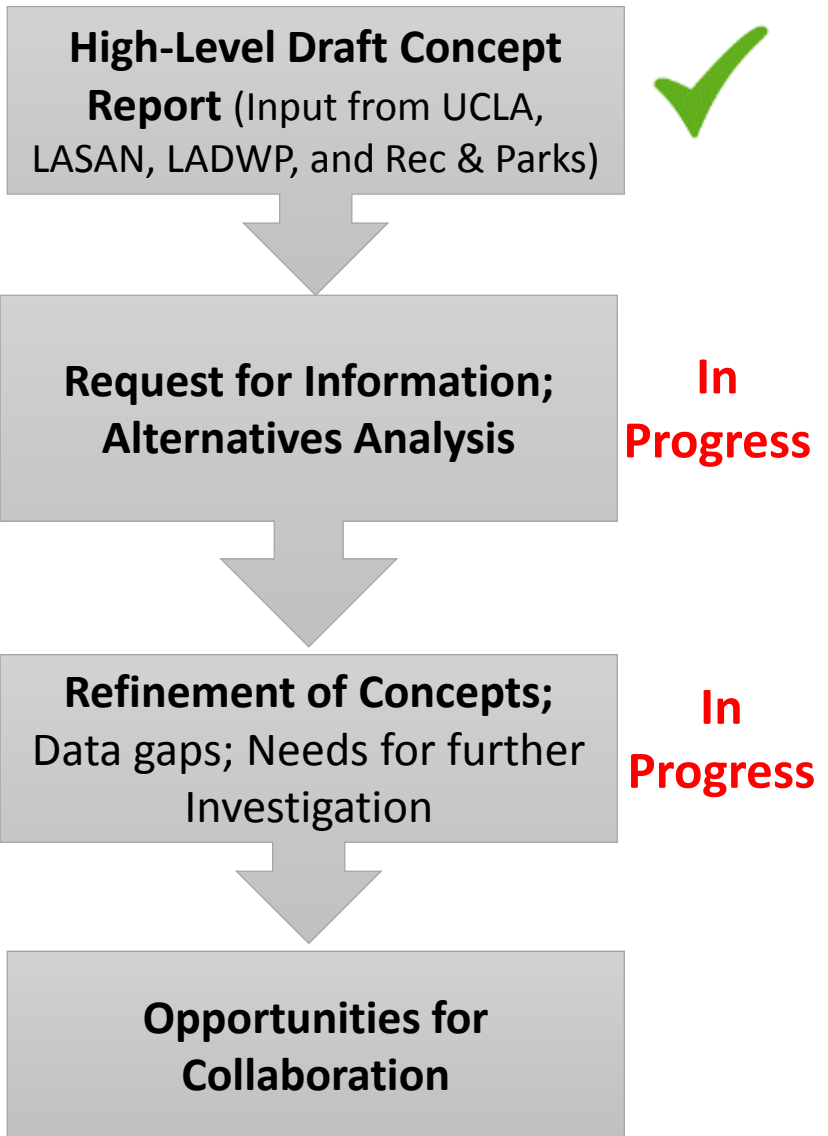 High-Level Draft Concept
Report (Input from UCLA,
LASAN, LADWP, and Rec & Parks)
Request for Information;
Alternatives Analysis
In
Progress
Refinement of Concepts;
Data gaps; Needs for further
Investigation
In
Progress
Opportunities for
Collaboration